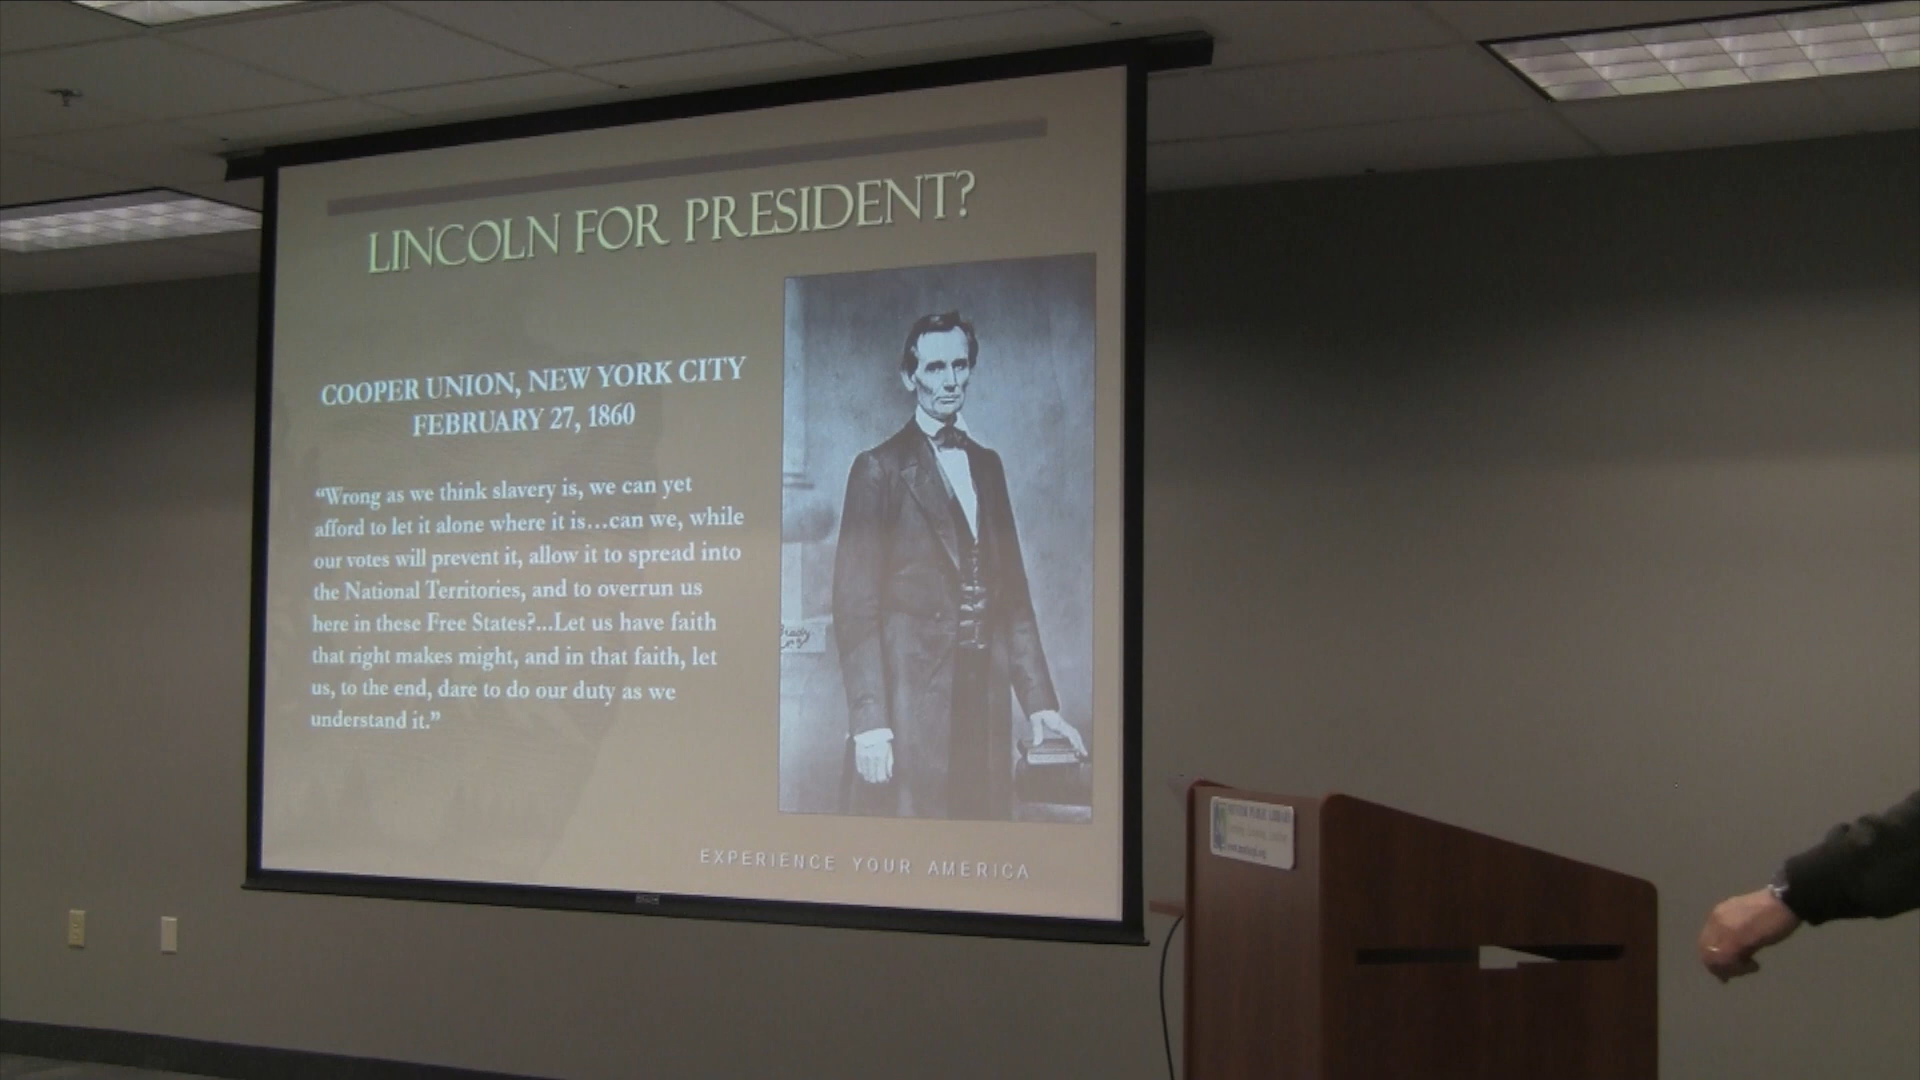 LINCOLN FOR PRESIDENT?
COOPER UNION, NEW YORK CITY
FEBRUARY 27, 1860
“Wrong as we think slavery is, we can yet
afford to let it alone where it is...can we, while
our votes will prevent it, allow it to spread into
the National Territories, and to overrun us
here in these Free States?...Let us have faith
that right makes might, and in that faith, let
us, to the end, dare to do our duty as we
understand it.”
EXPERIENCE YOUR AMERICA
PUBLIC LIBRARY